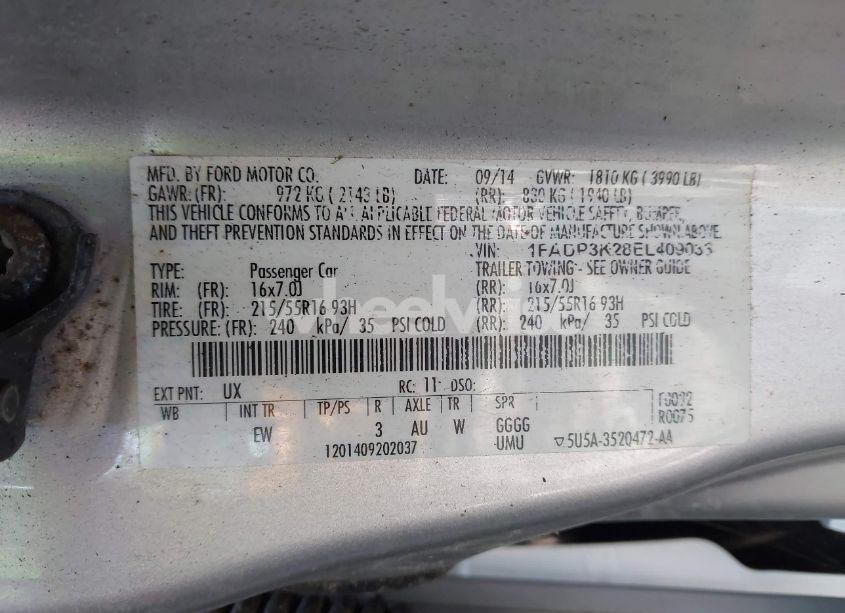 MFD. BY FORD MOTOR CO. DATE: 09/14 GVWR: 1810 KG ( 3990 LB)
GAWR: (FR): 972 KG ( 2143 LB) (RR): 880 KG ( 1940 LB)
THIS VEHICLE CONFORMS TO ALL APPLICABLE FEDERAL MOTOR VEHICLE SAFETY, BUMPER,
AND THEFT PREVENTION STANDARDS IN EFFECT ON THE DATE OF MANUFACTURE SHOWN ABOVE.
VIN: 1FADP3K28EL409033
TYPE: Passenger Car TRAILER TOWING - SEE OWNER GUIDE
RIM: (FR): 16x7.0J (RR): 16x7.0J
TIRE: (FR): 215/55R16 93H (RR): 215/55R16 93H
PRESSURE: (FR): 240 kPa/ 35 PSI COLD (RR): 240 kPa/ 35 PSI COLD
EXT PNT: UX RC: 11 DSO:
WB INT TR TP/PS R AXLE TR SPR
EW 3 AU W GGGG
1201409202037 UMU ▽5U5A-3520472-AA
R0075